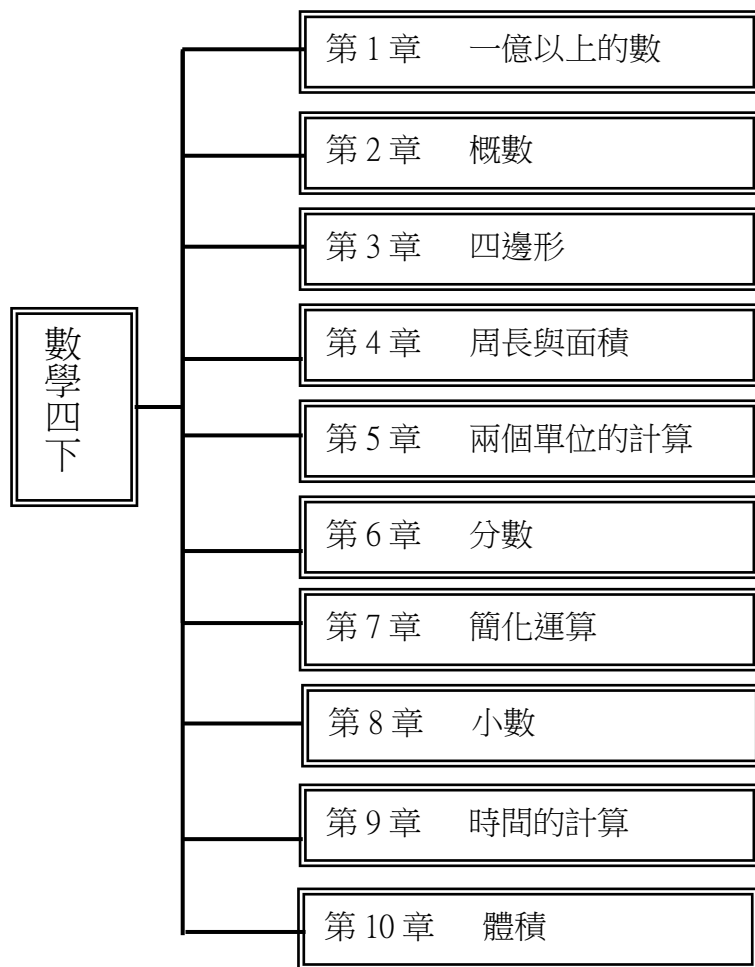 數學四下
第 1 章 一億以上的數
第 2 章 概數
第 3 章 四邊形
第 4 章 周長與面積
第 5 章 兩個單位的計算
第 6 章 分數
第 7 章 簡化運算
第 8 章 小數
第 9 章 時間的計算
第 10 章 體積